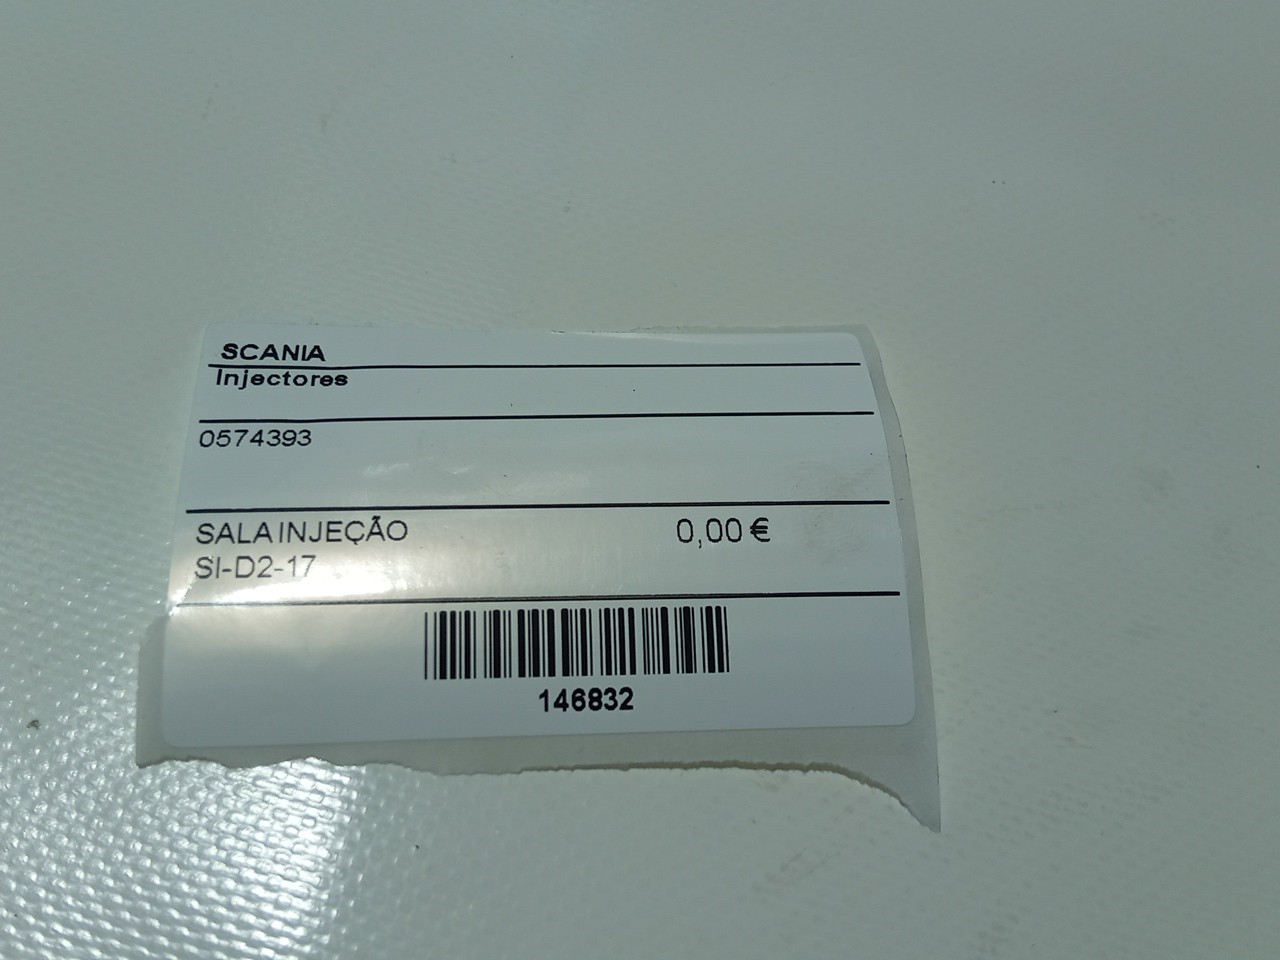 SCANIA
Injectores
0574393
SALA INJEÇÃO 0,00 €
SI-D2-17
146832